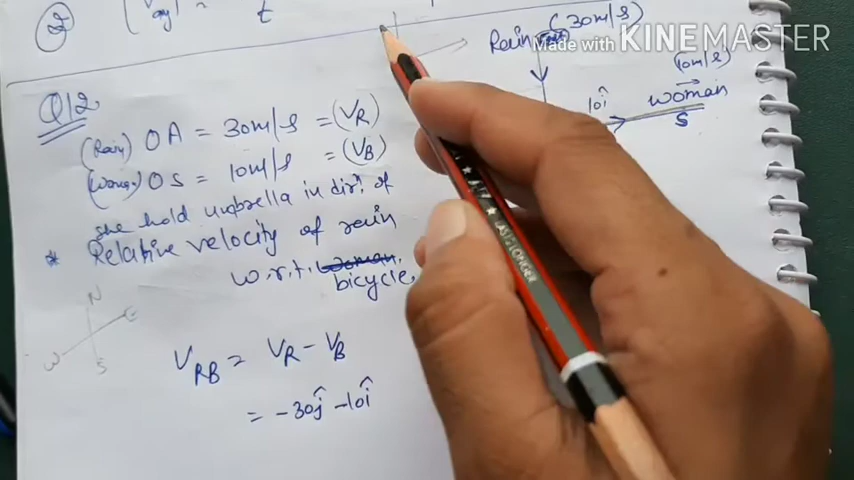 ②
t
Rain (30m/s)
Made with KINEMASTER
(10m/s)
10î woman
S
Q12
(Rain) OA = 30m/s = (VR)
(Woman) OS = 10m/s = (VB)
she hold umbrella in dirⁿ. of
* Relative velocity of rain
w.r.t. woman
bicycle.
N
E
W
S
VRB = VR - VB
= -30ĵ -10î